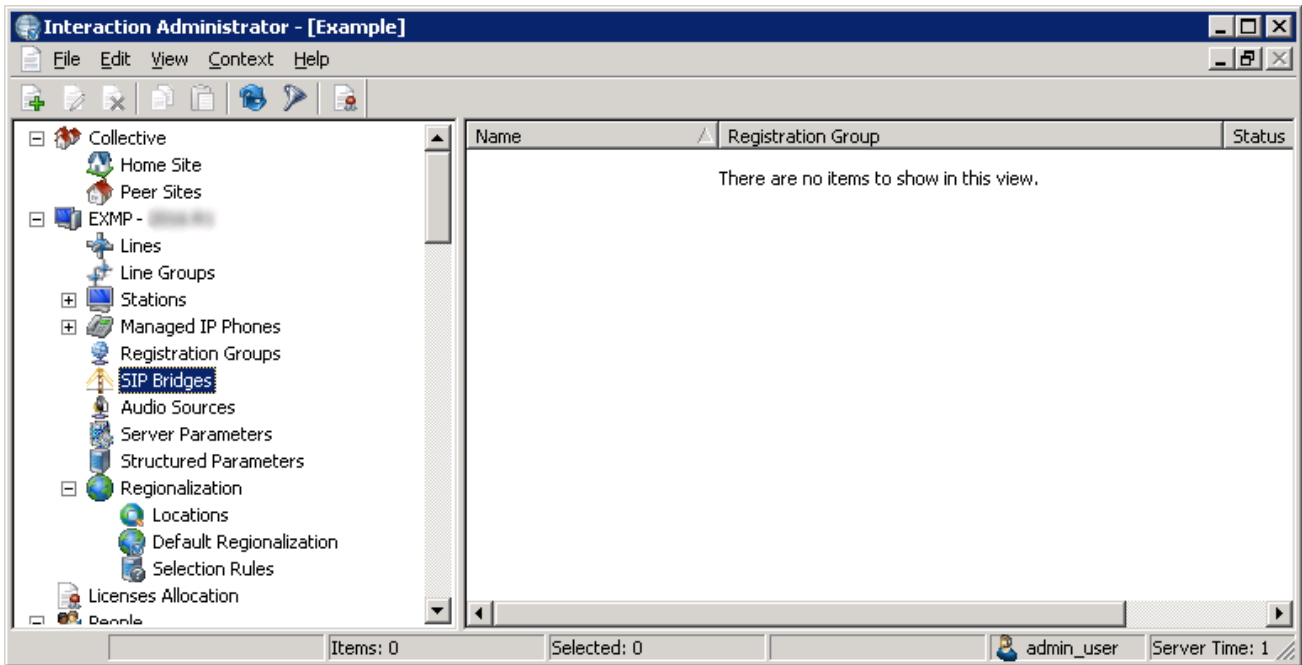 Interaction Administrator - [Example]
File Edit View Context Help
Collective
Home Site
Peer Sites
EXMP -
Lines
Line Groups
Stations
Managed IP Phones
Registration Groups
SIP Bridges
Audio Sources
Server Parameters
Structured Parameters
Regionalization
Locations
Default Regionalization
Selection Rules
Licenses Allocation
People
Name Registration Group Status
There are no items to show in this view.
Items: 0 Selected: 0 admin_user Server Time: 1